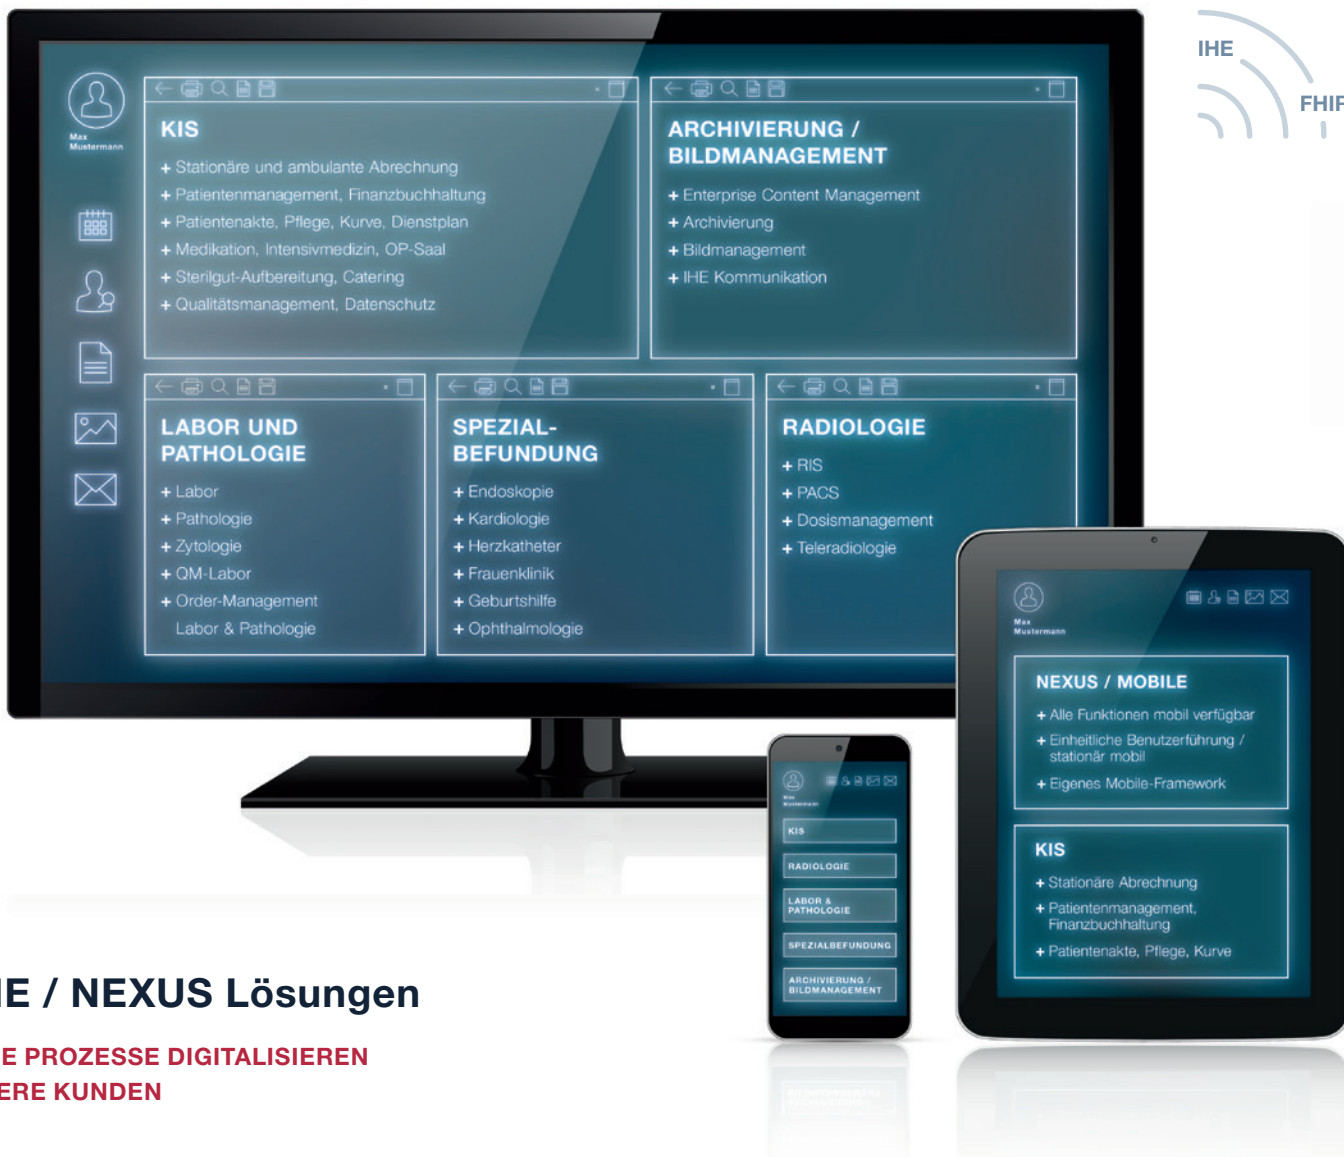 IHE
FHIR
Max
Mustermann
KIS
+ Stationäre und ambulante Abrechnung
+ Patientenmanagement, Finanzbuchhaltung
+ Patientenakte, Pflege, Kurve, Dienstplan
+ Medikation, Intensivmedizin, OP-Saal
+ Sterilgut-Aufbereitung, Catering
+ Qualitätsmanagement, Datenschutz
ARCHIVIERUNG /
BILDMANAGEMENT
+ Enterprise Content Management
+ Archivierung
+ Bildmanagement
+ IHE Kommunikation
LABOR UND
PATHOLOGIE
+ Labor
+ Pathologie
+ Zytologie
+ QM-Labor
+ Order-Management
Labor & Pathologie
SPEZIAL-
BEFUNDUNG
+ Endoskopie
+ Kardiologie
+ Herzkatheter
+ Frauenklinik
+ Geburtshilfe
+ Ophthalmologie
RADIOLOGIE
+ RIS
+ PACS
+ Dosismanagement
+ Teleradiologie
Max
Mustermann
NEXUS / MOBILE
+ Alle Funktionen mobil verfügbar
+ Einheitliche Benutzerführung /
stationär mobil
+ Eigenes Mobile-Framework
KIS
+ Stationäre Abrechnung
+ Patientenmanagement,
Finanzbuchhaltung
+ Patientenakte, Pflege, Kurve
Max
Mustermann
KIS
RADIOLOGIE
LABOR &
PATHOLOGIE
SPEZIALBEFUNDUNG
ARCHIVIERUNG /
BILDMANAGEMENT
IE / NEXUS Lösungen
E PROZESSE DIGITALISIEREN
ERE KUNDEN